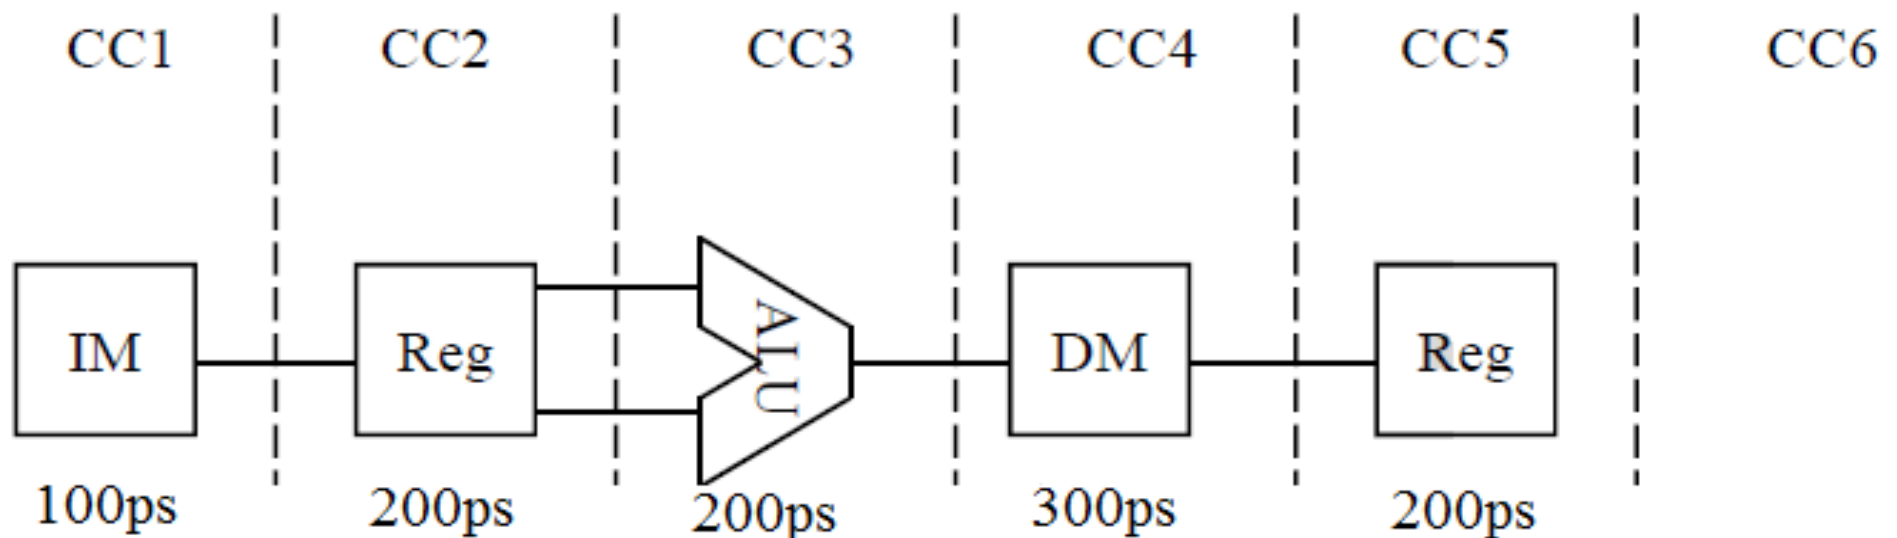 CC1 CC2 CC3 CC4 CC5 CC6
IM Reg ALU DM Reg
100ps 200ps 200ps 300ps 200ps